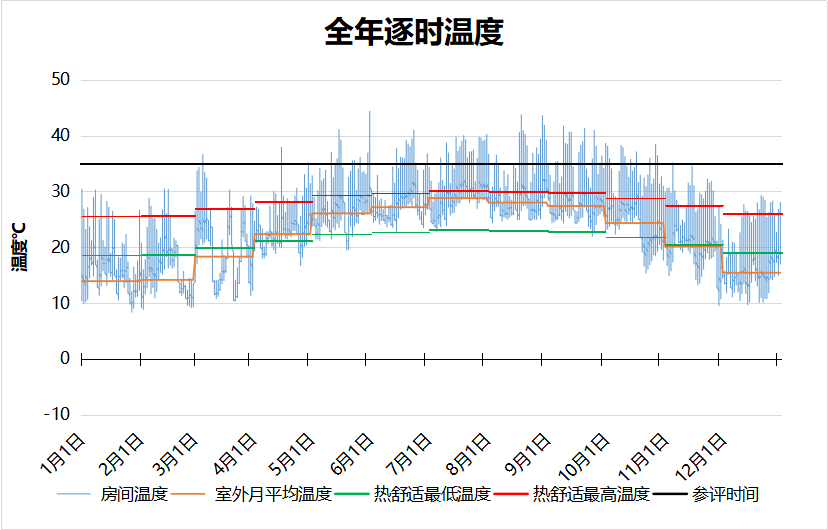 全年逐时温度
温度℃
50
40
30
20
10
0
-10
1月1日
2月1日
3月1日
4月1日
5月1日
6月1日
7月1日
8月1日
9月1日
10月1日
11月1日
12月1日
房间温度 室外月平均温度 热舒适最低温度 热舒适最高温度 参评时间